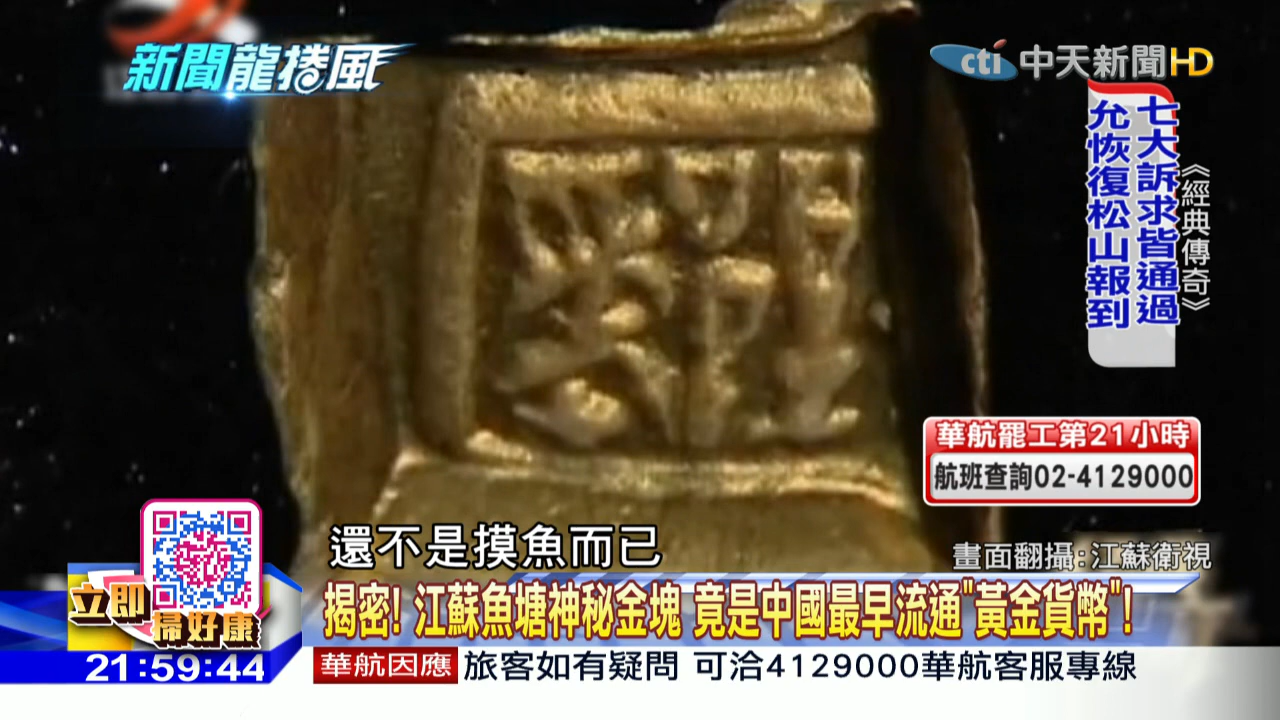 新聞龍捲風
cti 中天新聞HD
七大訴求皆通過
允恢復松山報到
《經典傳奇》
華航罷工第21小時
航班查詢02-4129000
還不是摸魚而已
畫面翻攝:江蘇衛視
立即
掃好康
揭密! 江蘇魚塘神秘金塊 竟是中國最早流通"黃金貨幣"!
21:59:44
華航因應 旅客如有疑問 可洽4129000華航客服專線